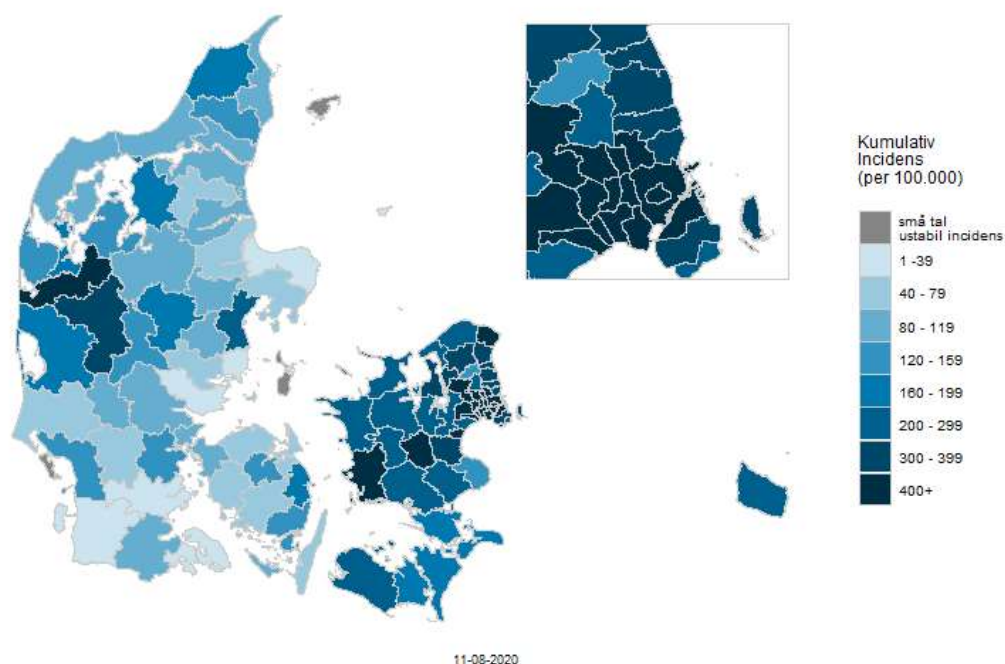 Kumulativ
Incidens
(per 100.000)
små tal
ustabil incidens
1 -39
40 - 79
80 - 119
120 - 159
160 - 199
200 - 299
300 - 399
400+
11-08-2020